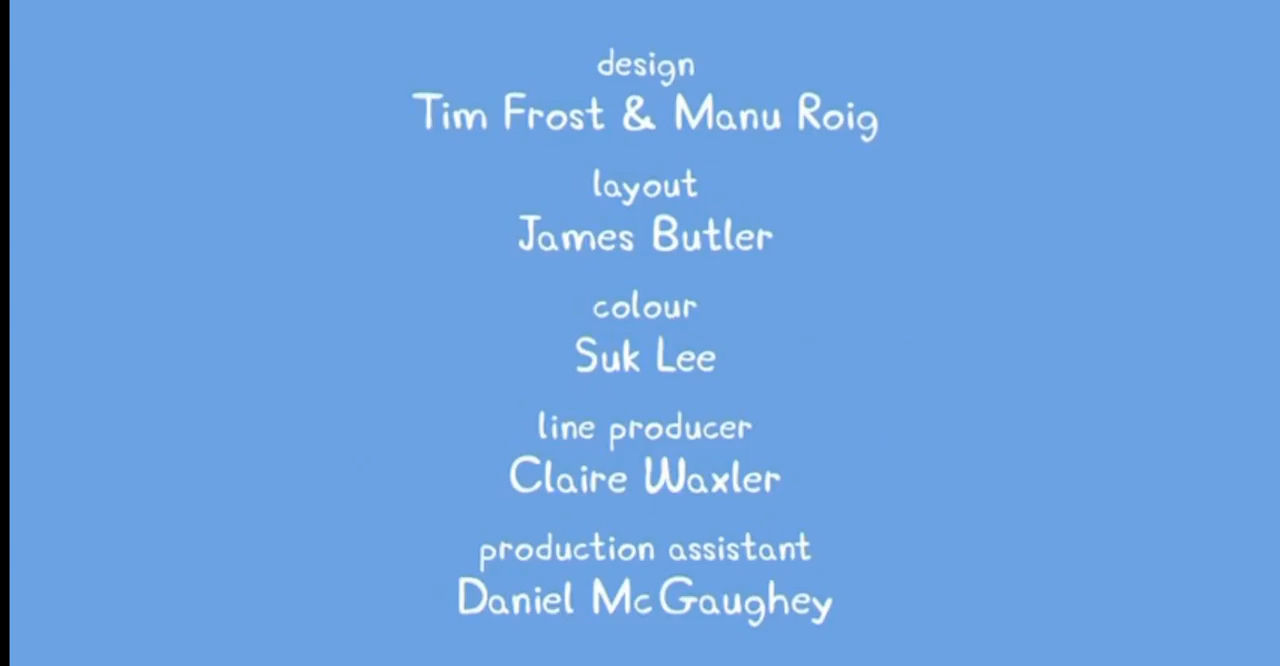 design
Tim Frost & Manu Roig
layout
James Butler
colour
Suk Lee
line producer
Claire Waxler
production assistant
Daniel McGaughey